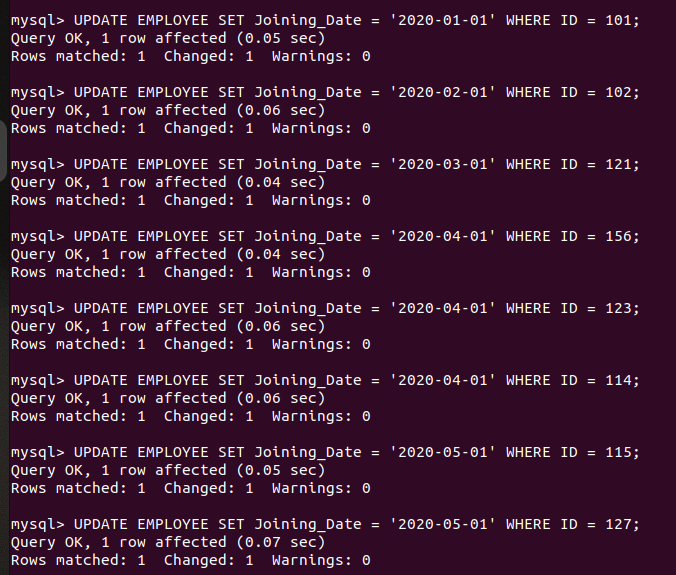 mysql> UPDATE EMPLOYEE SET Joining_Date = '2020-01-01' WHERE ID = 101;
Query OK, 1 row affected (0.05 sec)
Rows matched: 1  Changed: 1  Warnings: 0
mysql> UPDATE EMPLOYEE SET Joining_Date = '2020-02-01' WHERE ID = 102;
Query OK, 1 row affected (0.06 sec)
Rows matched: 1  Changed: 1  Warnings: 0
mysql> UPDATE EMPLOYEE SET Joining_Date = '2020-03-01' WHERE ID = 121;
Query OK, 1 row affected (0.04 sec)
Rows matched: 1  Changed: 1  Warnings: 0
mysql> UPDATE EMPLOYEE SET Joining_Date = '2020-04-01' WHERE ID = 156;
Query OK, 1 row affected (0.04 sec)
Rows matched: 1  Changed: 1  Warnings: 0
mysql> UPDATE EMPLOYEE SET Joining_Date = '2020-04-01' WHERE ID = 123;
Query OK, 1 row affected (0.06 sec)
Rows matched: 1  Changed: 1  Warnings: 0
mysql> UPDATE EMPLOYEE SET Joining_Date = '2020-04-01' WHERE ID = 114;
Query OK, 1 row affected (0.06 sec)
Rows matched: 1  Changed: 1  Warnings: 0
mysql> UPDATE EMPLOYEE SET Joining_Date = '2020-05-01' WHERE ID = 115;
Query OK, 1 row affected (0.05 sec)
Rows matched: 1  Changed: 1  Warnings: 0
mysql> UPDATE EMPLOYEE SET Joining_Date = '2020-05-01' WHERE ID = 127;
Query OK, 1 row affected (0.07 sec)
Rows matched: 1  Changed: 1  Warnings: 0